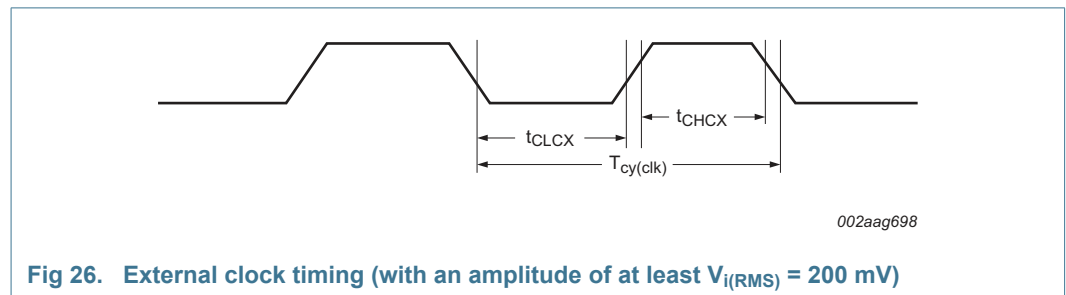 tCHCX
tCLCX
Tcy(clk)
002aag698
Fig 26. External clock timing (with an amplitude of at least Vi(RMS) = 200 mV)